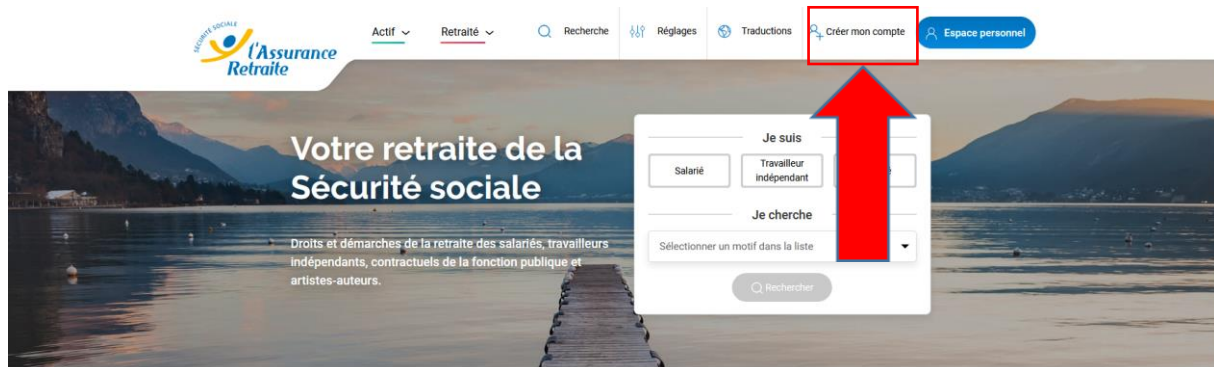 SÉCURITÉ SOCIALE
l'Assurance
Retraite
Actif
Retraité
Recherche
Réglages
Traductions
Créer mon compte
Espace personnel
Votre retraite de la
Sécurité sociale
Droits et démarches de la retraite des salariés, travailleurs
indépendants, contractuels de la fonction publique et
artistes-auteurs.
Je suis
Salarié
Travailleur
indépendant
Je cherche
Sélectionner un motif dans la liste
Rechercher